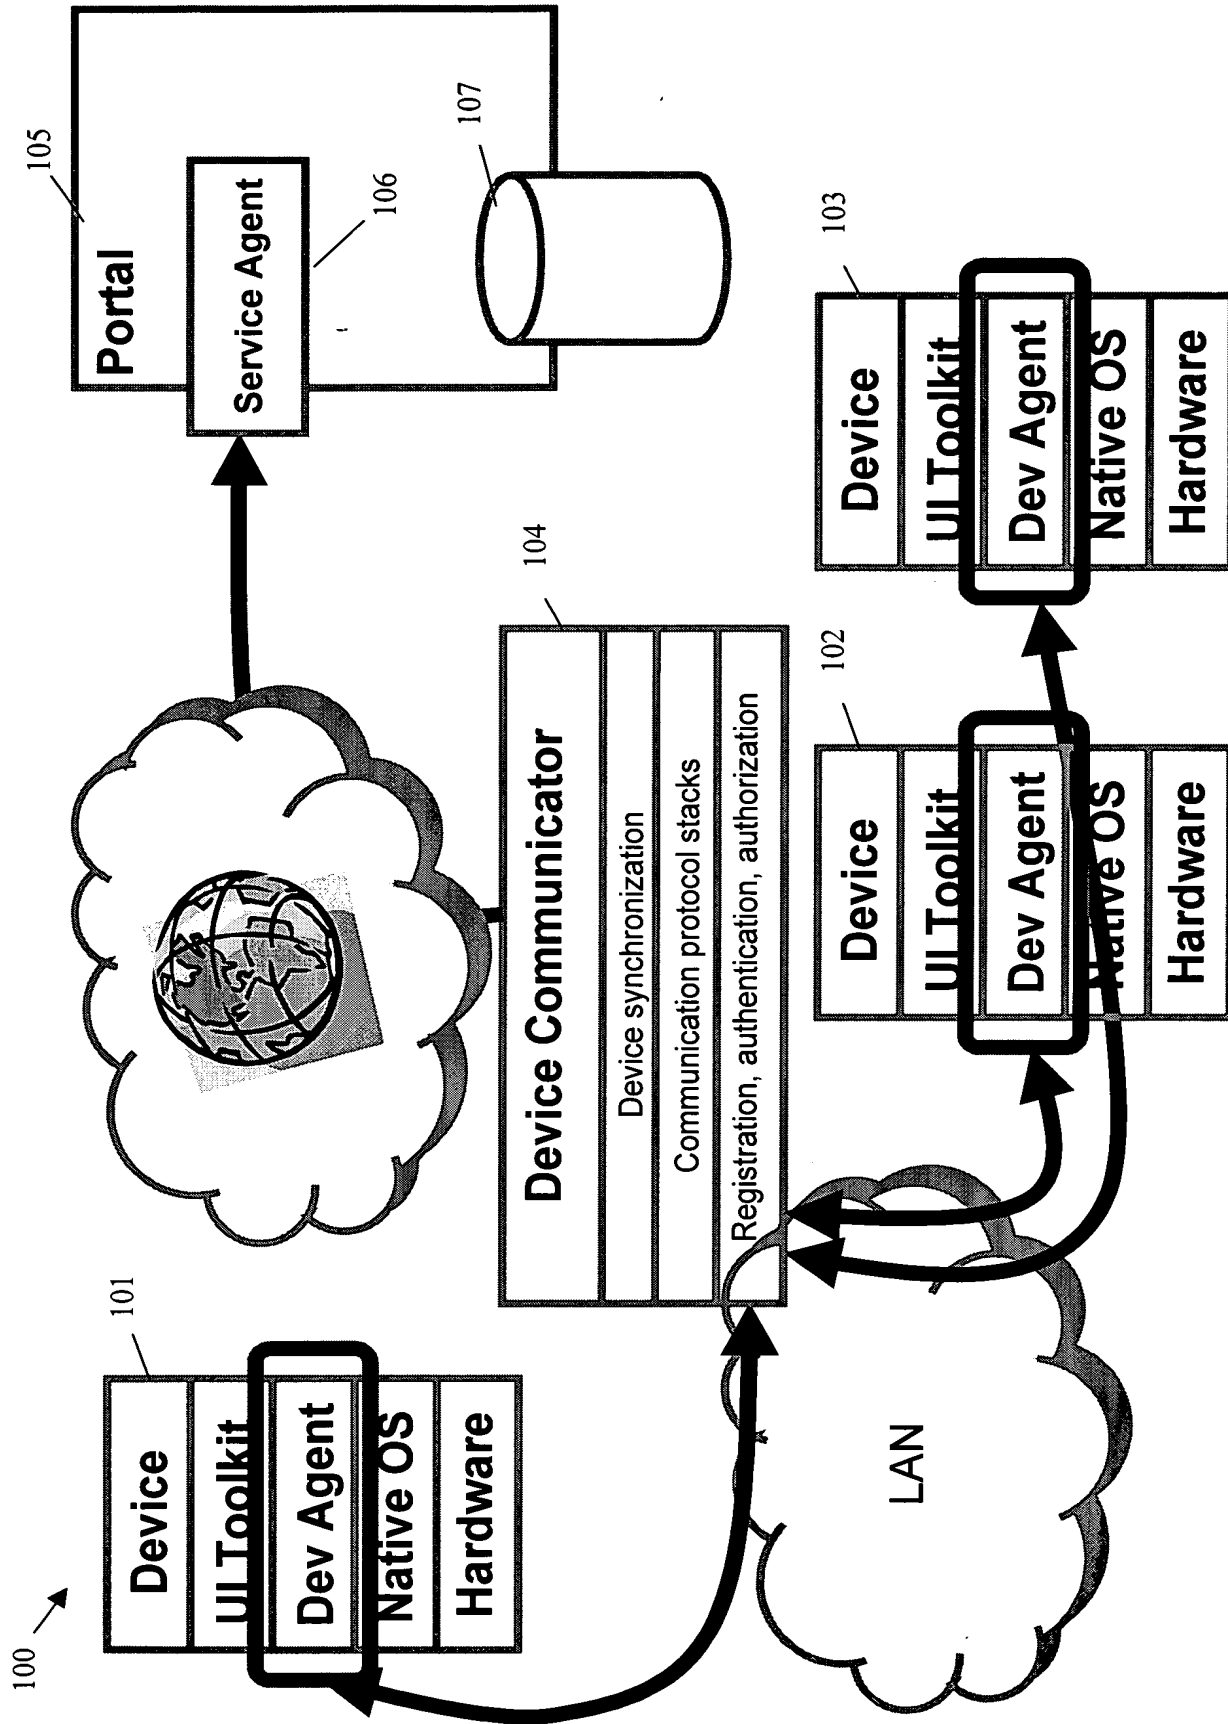 100
101
Device
UI Toolkit
Dev Agent
Native OS
Hardware
105
Portal
Service Agent
106
107
104
Device Communicator
Device synchronization
Communication protocol stacks
Registration, authentication, authorization
LAN
102
Device
UI Toolkit
Dev Agent
Native OS
Hardware
103
Device
UI Toolkit
Dev Agent
Native OS
Hardware